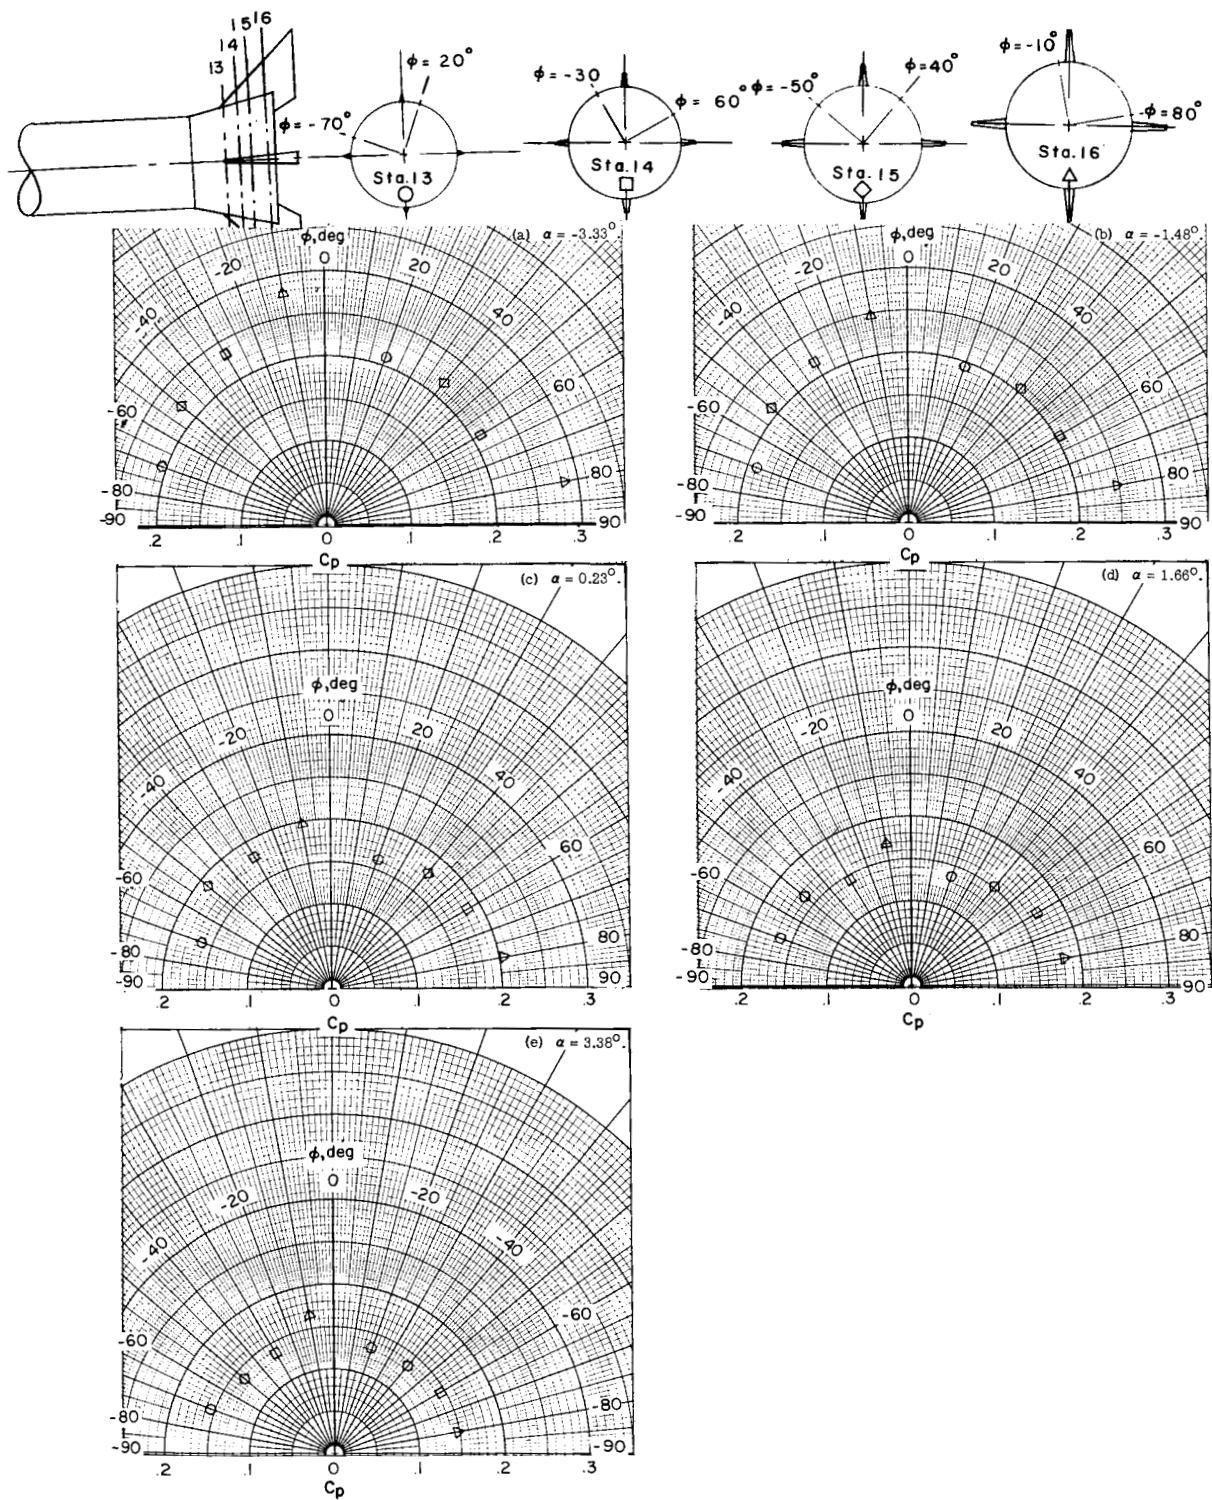 15 16
14
13
ϕ = 20°
ϕ = -70°
Sta.13
ϕ = -30
ϕ = 60°
Sta.14
ϕ = -50°
ϕ = 40°
Sta.15
ϕ = -10°
ϕ = 80°
Sta.16
ϕ,deg
(a) α = -3.33°.
0
-20 20
-40 40
-60 60
-80 80
-90 90
.2 .1 0 .1 .2 .3
Cp
ϕ,deg
(b) α = -1.48°.
0
-20 20
-40 40
-60 60
-80 80
-90 90
.2 .1 0 .1 .2 .3
Cp
(c) α = 0.23°.
ϕ,deg
0
-20 20
-40 40
-60 60
-80 80
-90 90
.2 .1 0 .1 .2 .3
Cp
(d) α = 1.66°.
ϕ,deg
0
-20 20
-40 40
-60 60
-80 80
-90 90
.2 .1 0 .1 .2 .3
Cp
(e) α = 3.38°.
ϕ,deg
0
-20 -20
-40 -40
-60 -60
-80 -80
-90 -90
.2 .1 0 .1 .2 .3
Cp